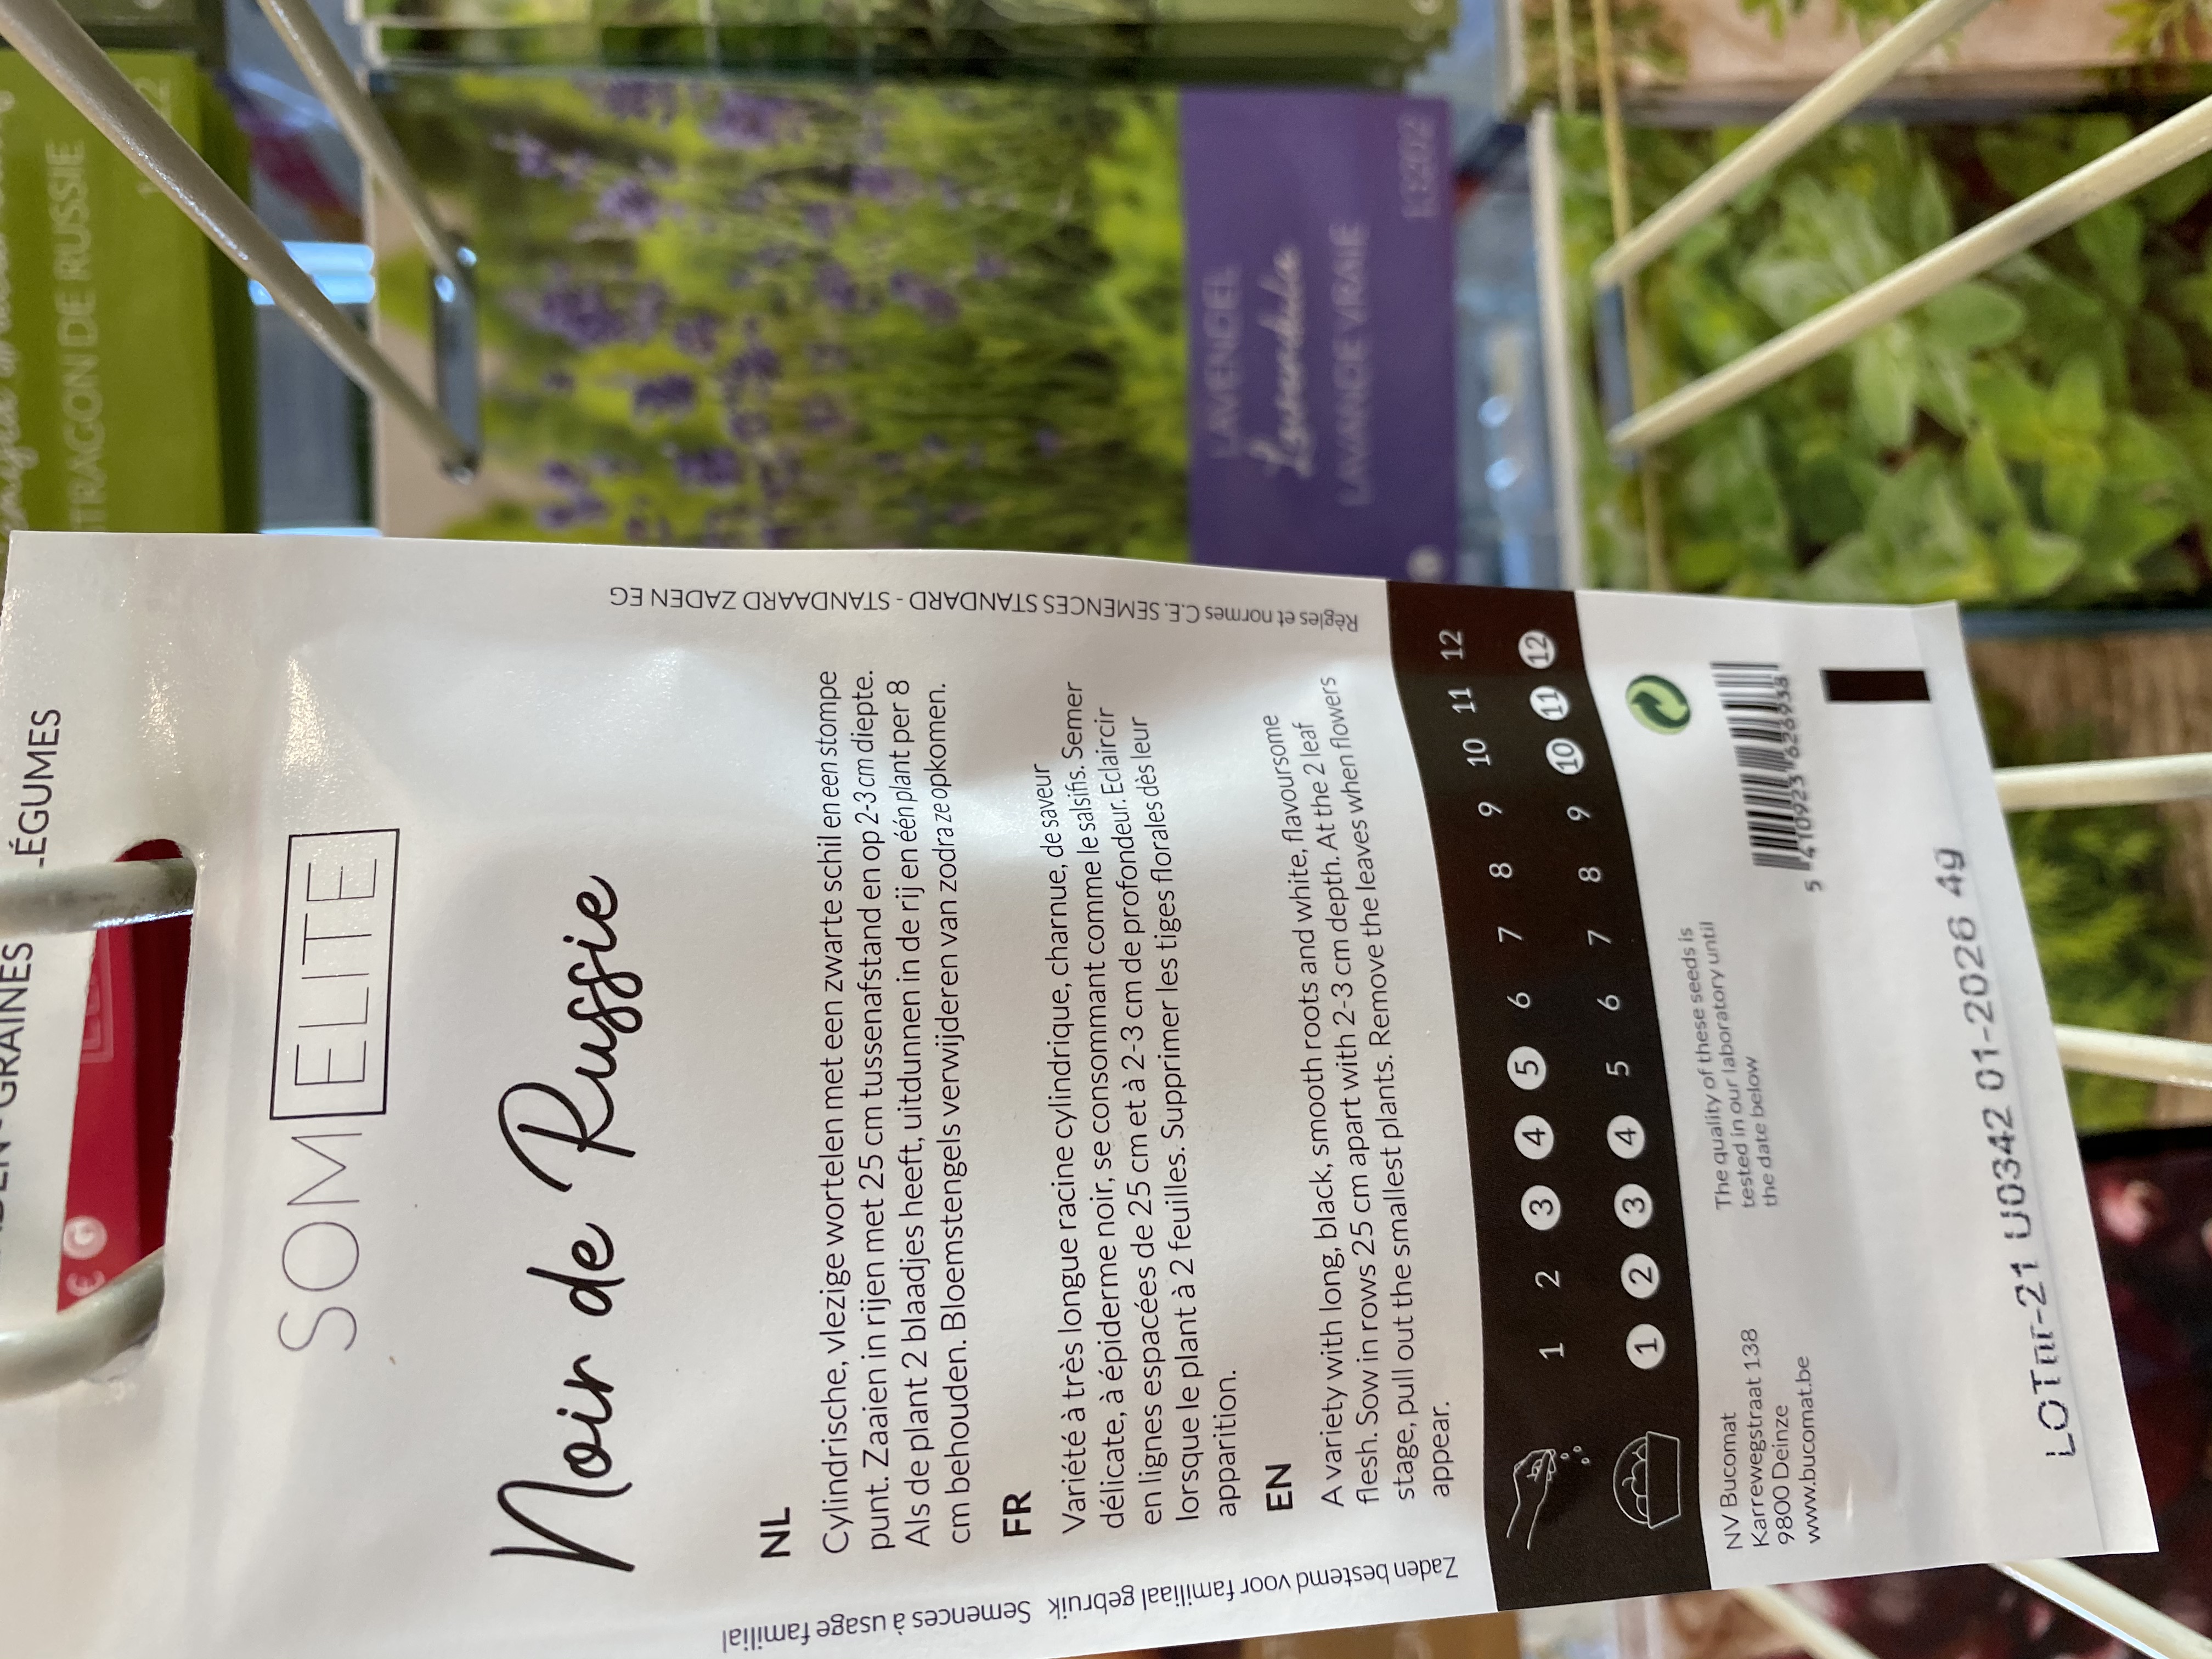 ÉGUMES
GRAINES
SOM ELITE
Noir de Russie
NL
Cylindrische, vlezige wortelen met een zwarte schil en een stompe
punt. Zaaien in rijen met 25 cm tussenafstand en op 2-3 cm diepte.
Als de plant 2 blaadjes heeft, uitdunnen in de rij en één plant per 8
cm behouden. Bloemstengels verwijderen van zodra ze opkomen.
FR
Variété à très longue racine cylindrique, charnue, de saveur
délicate, à épiderme noir, se consommant comme le salsifis. Semer
en lignes espacées de 25 cm et à 2-3 cm de profondeur. Eclaircir
lorsque le plant à 2 feuilles. Supprimer les tiges florales dès leur
apparition.
EN
A variety with long, black, smooth roots and white, flavoursome
flesh. Sow in rows 25 cm apart with 2-3 cm depth. At the 2 leaf
stage, pull out the smallest plants. Remove the leaves when flowers
appear.
1 2 3 4 5 6 7 8 9 10 11 12
1 2 3 4 5 6 7 8 9 10 11 12
NV Bucomat
Karrewegstraat 138
9800 Deinze
www.bucomat.be
The quality of these seeds is
tested in our laboratory until
the date below
5 410923 626938
LOTnr-21 U0342 01-2026 4g
Zaden bestemd voor familiaal gebruik Semences à usage familial
Règles et normes C.E. SEMENCES STANDARD - STANDAARD ZADEN EG
TRAGON DE RUSSIE
LAVENDEL
Lavandula
LAVANDE VRAIE